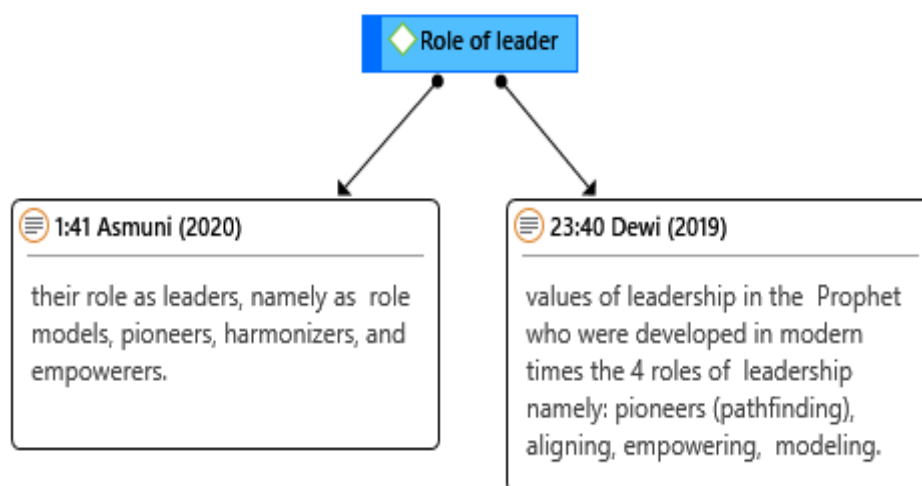 Role of leader
1:41 Asmuni (2020)
their role as leaders, namely as role
models, pioneers, harmonizers, and
empowerers.
23:40 Dewi (2019)
values of leadership in the Prophet
who were developed in modern
times the 4 roles of leadership
namely: pioneers (pathfinding),
aligning, empowering, modeling.